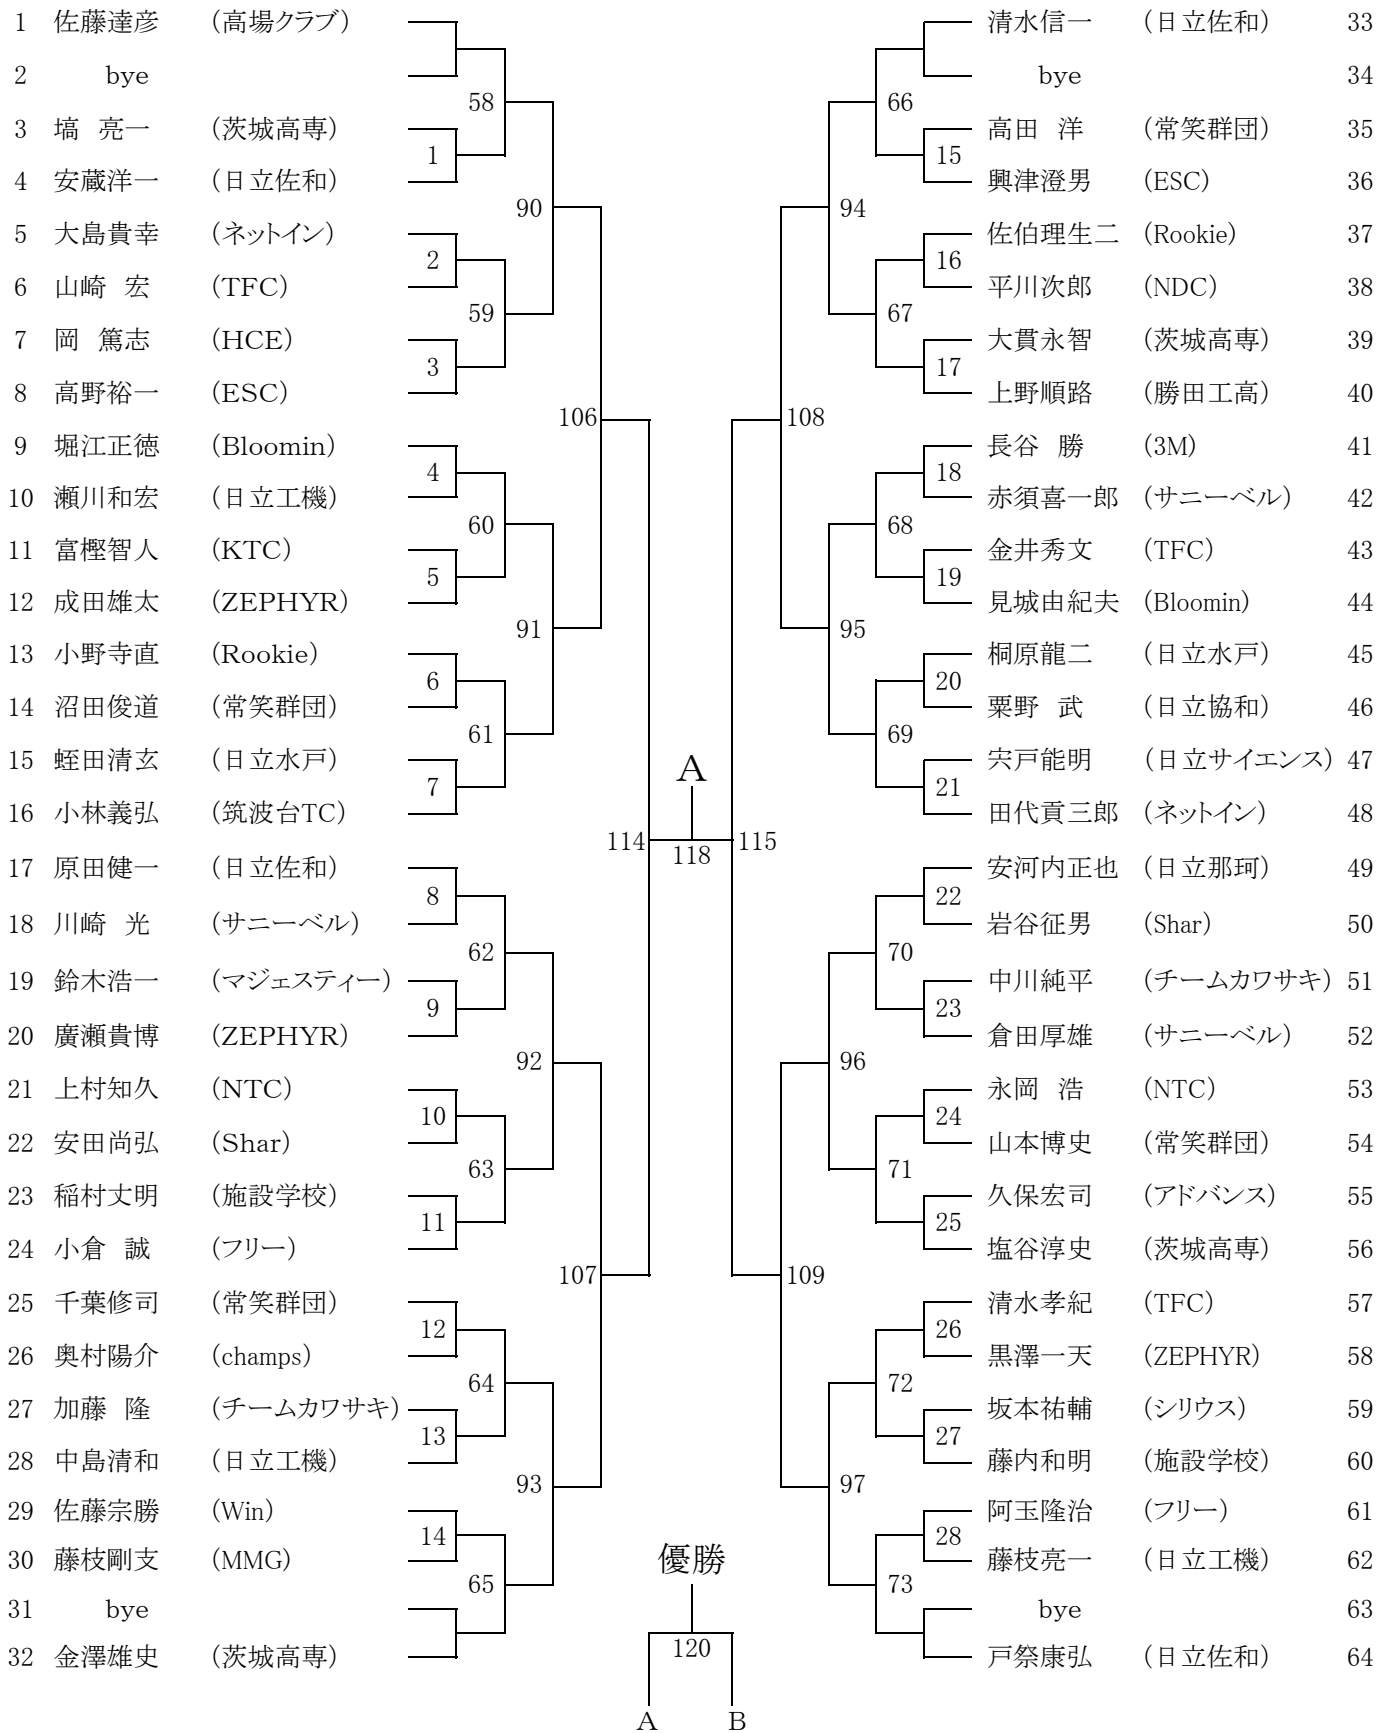 1 佐藤達彦 (高場クラブ)
2 bye
3 塙 亮一 (茨城高専)
4 安蔵洋一 (日立佐和)
5 大島貴幸 (ネットイン)
6 山崎 宏 (TFC)
7 岡 篤志 (HCE)
8 高野裕一 (ESC)
9 堀江正徳 (Bloomin)
10 瀬川和宏 (日立工機)
11 富樫智人 (KTC)
12 成田雄太 (ZEPHYR)
13 小野寺直 (Rookie)
14 沼田俊道 (常笑群団)
15 蛭田清玄 (日立水戸)
16 小林義弘 (筑波台TC)
17 原田健一 (日立佐和)
18 川崎 光 (サニーベル)
19 鈴木浩一 (マジェスティー)
20 廣瀬貴博 (ZEPHYR)
21 上村知久 (NTC)
22 安田尚弘 (Shar)
23 稲村丈明 (施設学校)
24 小倉 誠 (フリー)
25 千葉修司 (常笑群団)
26 奥村陽介 (champs)
27 加藤 隆 (チームカワサキ)
28 中島清和 (日立工機)
29 佐藤宗勝 (Win)
30 藤枝剛支 (MMG)
31 bye
32 金澤雄史 (茨城高専)
1
2
3
4
5
6
7
8
9
10
11
12
13
14
58
59
60
61
62
63
64
65
90
91
92
93
106
107
114
A
118
115
優勝
120
A B
108
109
94
95
96
97
66
67
68
69
70
71
72
73
15
16
17
18
19
20
21
22
23
24
25
26
27
28
清水信一 (日立佐和) 33
bye 34
高田 洋 (常笑群団) 35
興津澄男 (ESC) 36
佐伯理生二 (Rookie) 37
平川次郎 (NDC) 38
大貫永智 (茨城高専) 39
上野順路 (勝田工高) 40
長谷 勝 (3M) 41
赤須喜一郎 (サニーベル) 42
金井秀文 (TFC) 43
見城由紀夫 (Bloomin) 44
桐原龍二 (日立水戸) 45
粟野 武 (日立協和) 46
宍戸能明 (日立サイエンス) 47
田代貢三郎 (ネットイン) 48
安河内正也 (日立那珂) 49
岩谷征男 (Shar) 50
中川純平 (チームカワサキ) 51
倉田厚雄 (サニーベル) 52
永岡 浩 (NTC) 53
山本博史 (常笑群団) 54
久保宏司 (アドバンス) 55
塩谷淳史 (茨城高専) 56
清水孝紀 (TFC) 57
黒澤一天 (ZEPHYR) 58
坂本祐輔 (シリウス) 59
藤内和明 (施設学校) 60
阿玉隆治 (フリー) 61
藤枝亮一 (日立工機) 62
bye 63
戸祭康弘 (日立佐和) 64